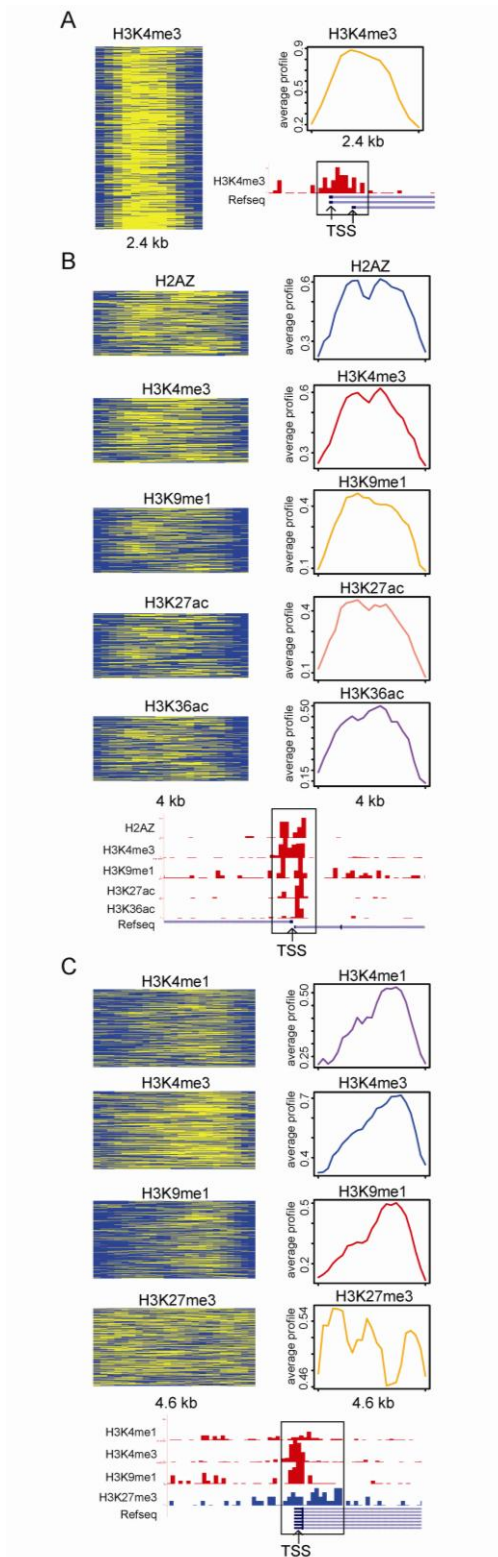 A
H3K4me3
average profile
0.9
0.5
0.2
2.4 kb
H3K4me3
Refseq
TSS
2.4 kb
B
H2AZ
H2AZ
average profile
0.6
0.3
H3K4me3
H3K4me3
average profile
0.6
0.3
H3K9me1
H3K9me1
average profile
0.4
0.1
H3K27ac
H3K27ac
average profile
0.4
0.1
H3K36ac
H3K36ac
average profile
0.50
0.15
4 kb
4 kb
H2AZ
H3K4me3
H3K9me1
H3K27ac
H3K36ac
Refseq
TSS
C
H3K4me1
H3K4me1
average profile
0.50
0.25
H3K4me3
H3K4me3
average profile
0.7
0.4
H3K9me1
H3K9me1
average profile
0.5
0.2
H3K27me3
H3K27me3
average profile
0.54
0.46
4.6 kb
4.6 kb
H3K4me1
H3K4me3
H3K9me1
H3K27me3
Refseq
TSS